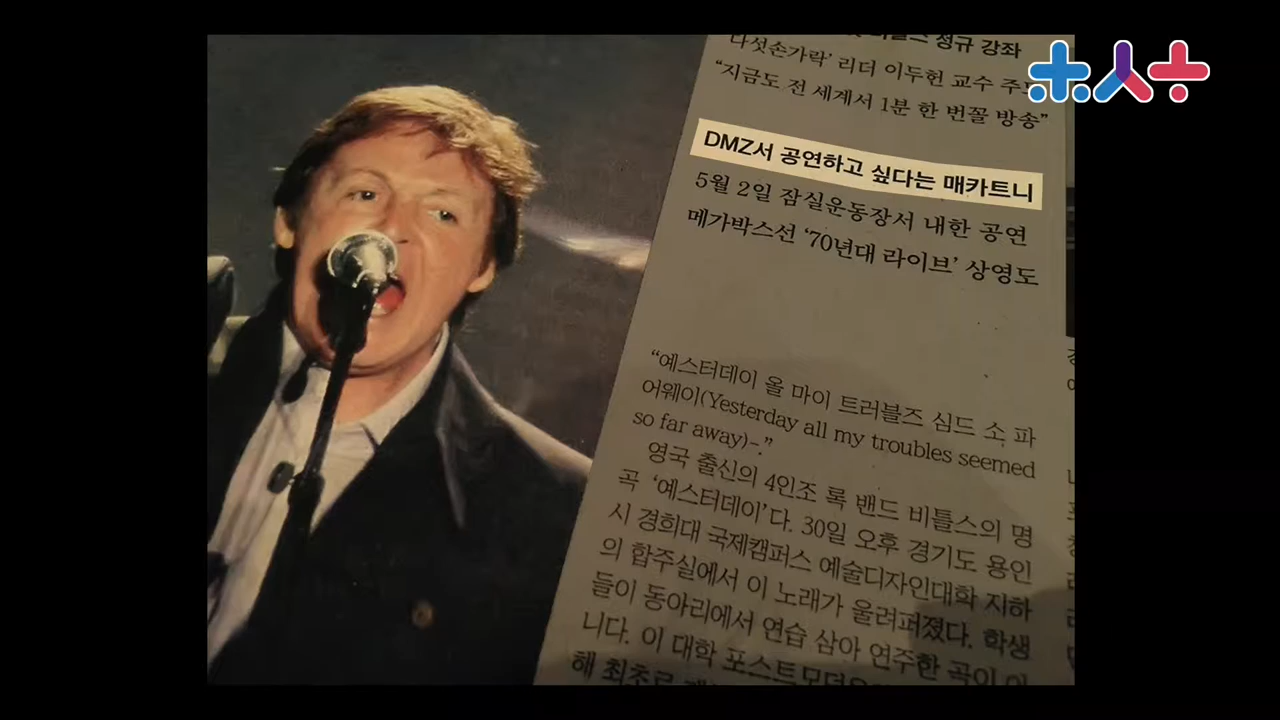 정규 강좌
다섯손가락’ 리더 이두헌 교수
“지금도 전 세계서 1분 한 번꼴 방송”
DMZ서 공연하고 싶다는 매카트니
5월 2일 잠실운동장서 내한 공연
메가박스선 ‘70년대 라이브’ 상영도
“예스터데이 올 마이 트러블즈 심드 소 파
어웨이(Yesterday all my troubles seemed
so far away)-.”
영국 출신의 4인조 록 밴드 비틀스의 명
곡 ‘예스터데이’다. 30일 오후 경기도 용인
시 경희대 국제캠퍼스 예술디자인대학 지하
의 합주실에서 이 노래가 울려퍼졌다. 학생
들이 동아리에서 연습 삼아 연주한 곡이 아
니다. 이 대학 포스트모던
해 최초로